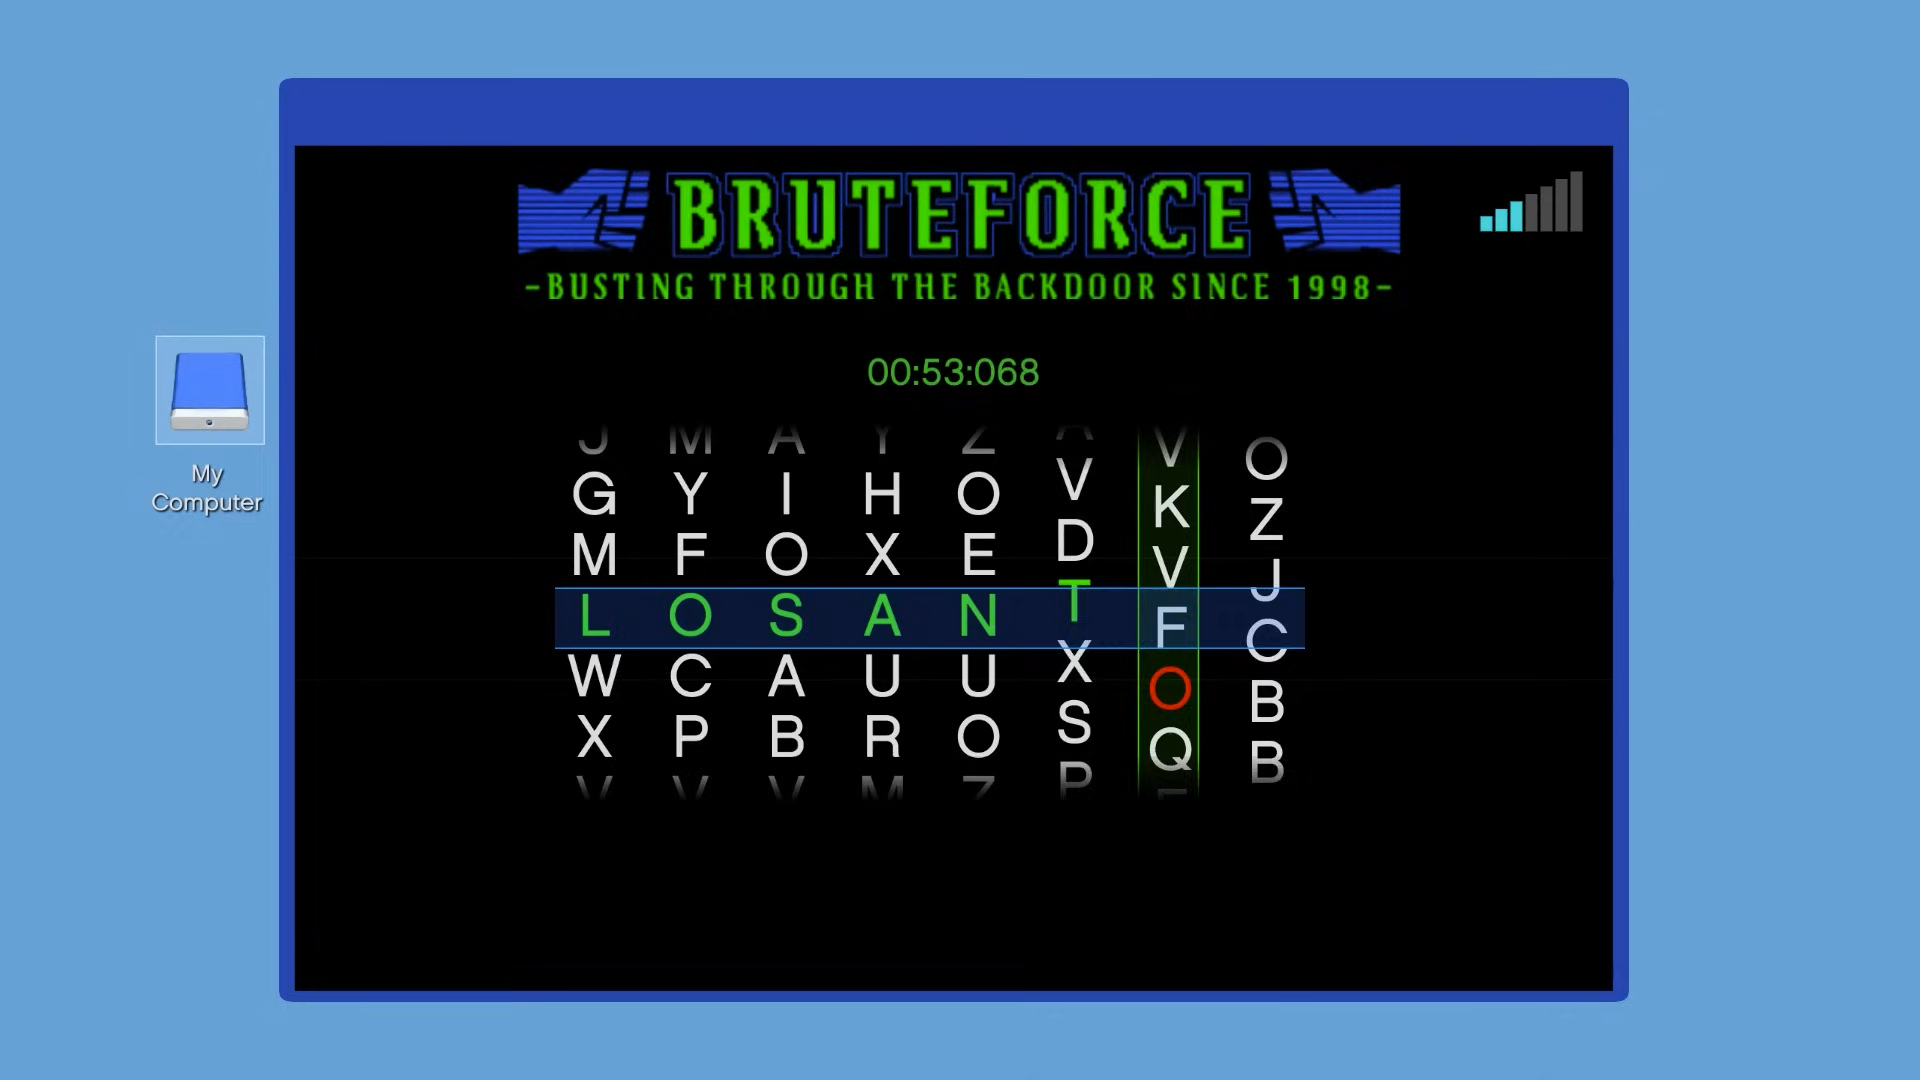 BRUTEFORCE
-BUSTING THROUGH THE BACKDOOR SINCE 1998-
00:53:068
My
Computer
J M A Y Z A V O
G Y I H O V K Z
M F O X E D V J
L O S A N T F C
W C A U U X O B
X P B R O S Q B
V V V M Z P